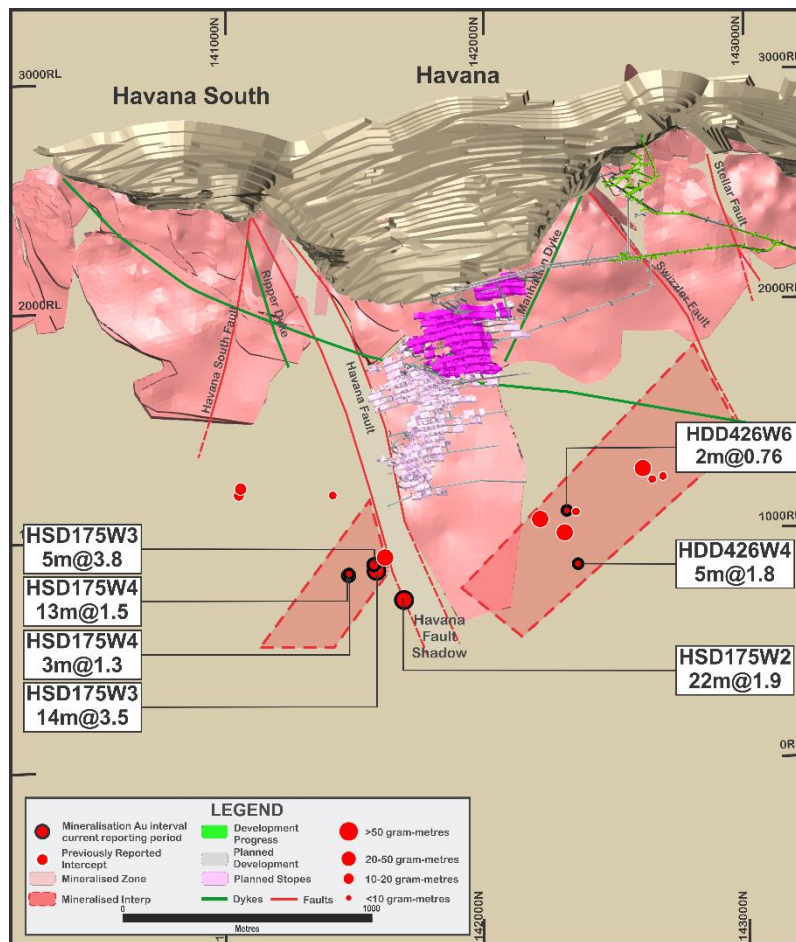 141000N
142000N
143000N
3000RL
3000RL
Havana South
Havana
Stellar Fault
Manhattan Dyke
Swizzler Fault
2000RL
2000RL
Ripper Dyke
Havana South Fault
Havana Fault
HDD426W6
2m@0.76
1000RL
HSD175W3
5m@3.8
HDD426W4
5m@1.8
HSD175W4
13m@1.5
Havana
Fault
Shadow
HSD175W4
3m@1.3
HSD175W2
22m@1.9
HSD175W3
14m@3.5
0RL
LEGEND
Mineralisation Au interval
current reporting period
Development
Progress
>50 gram-metres
Previously Reported
Intercept
Planned
Development
20-50 gram-metres
Mineralised Zone
Planned Stopes
10-20 gram-metres
Mineralised Interp
Dykes
Faults
<10 gram-metres
0
1000
Metres
142000N
143000N